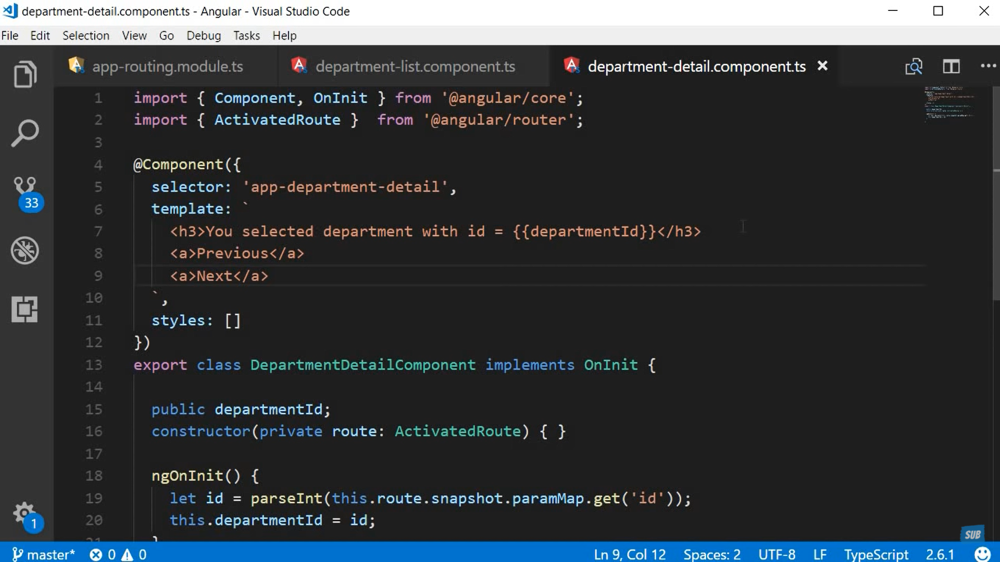 department-detail.component.ts - Angular - Visual Studio Code
File Edit Selection View Go Debug Tasks Help
app-routing.module.ts department-list.component.ts department-detail.component.ts
1 import { Component, OnInit } from '@angular/core';
2 import { ActivatedRoute }  from '@angular/router';
3
4 @Component({
5   selector: 'app-department-detail',
6   template: `
7     <h3>You selected department with id = {{departmentId}}</h3>
8     <a>Previous</a>
9     <a>Next</a>
10   `,
11   styles: []
12 })
13 export class DepartmentDetailComponent implements OnInit {
14
15   public departmentId;
16   constructor(private route: ActivatedRoute) { }
17
18   ngOnInit() {
19     let id = parseInt(this.route.snapshot.paramMap.get('id'));
20     this.departmentId = id;
21   }
33
1
SUB
master* 0 0 Ln 9, Col 12 Spaces: 2 UTF-8 LF TypeScript 2.6.1